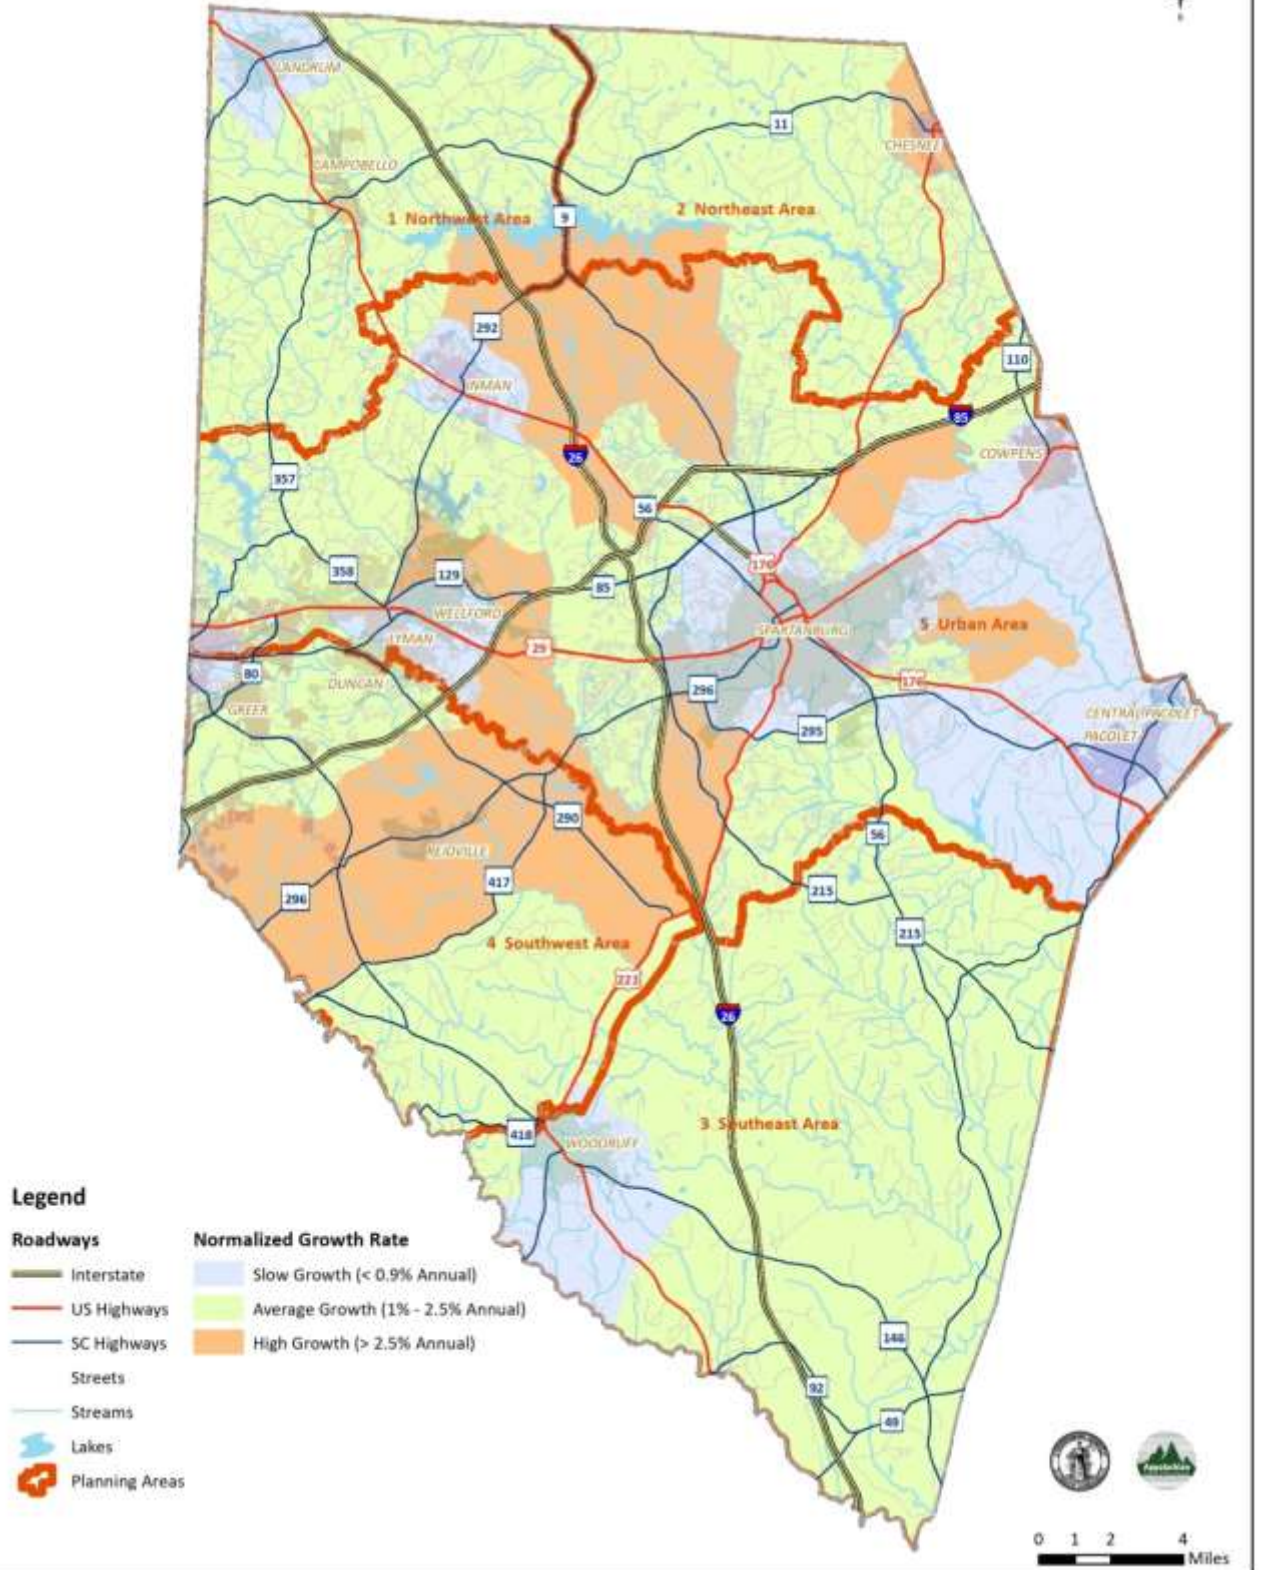 LANDRUM
11
CHESNEE
CAMPOBELLO
2 Northeast Area
1 Northwest Area
9
292
110
INMAN
85
COWPENS
26
357
56
176
358
129
85
WELLFORD
5 Urban Area
SPARTANBURG
LYMAN
29
80
DUNCAN
296
176
GREER
295
CENTRAL PACOLET
PACOLET
290
56
REIDVILLE
417
215
296
215
4 Southwest Area
221
26
3 Southeast Area
418
WOODRUFF
146
92
49
Legend
Roadways
Interstate
US Highways
SC Highways
Streets
Streams
Lakes
Planning Areas
Normalized Growth Rate
Slow Growth (< 0.9% Annual)
Average Growth (1% - 2.5% Annual)
High Growth (> 2.5% Annual)
Appalachian
0 1 2 4
Miles